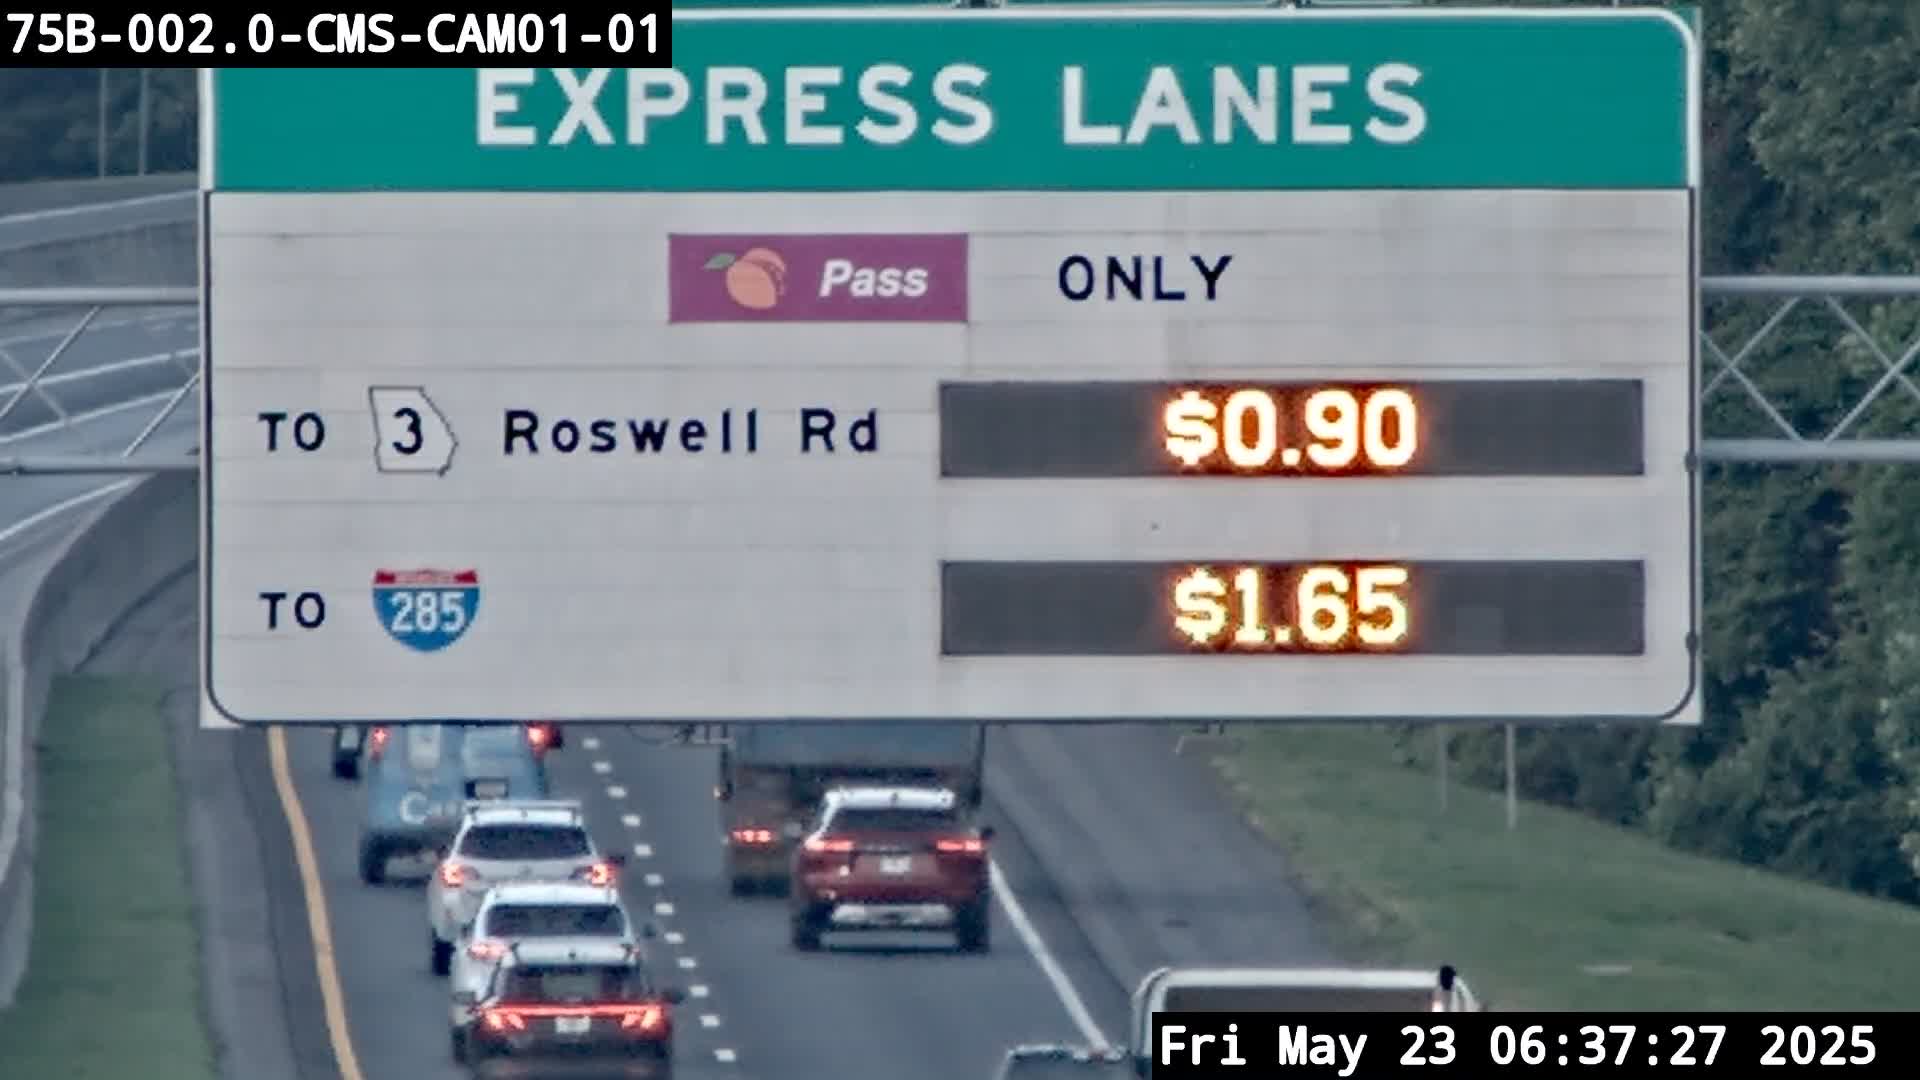 75B-002.0-CMS-CAM01-01
EXPRESS LANES
Pass ONLY
TO 3 Roswell Rd $0.90
TO 285 $1.65
Fri May 23 06:37:27 2025